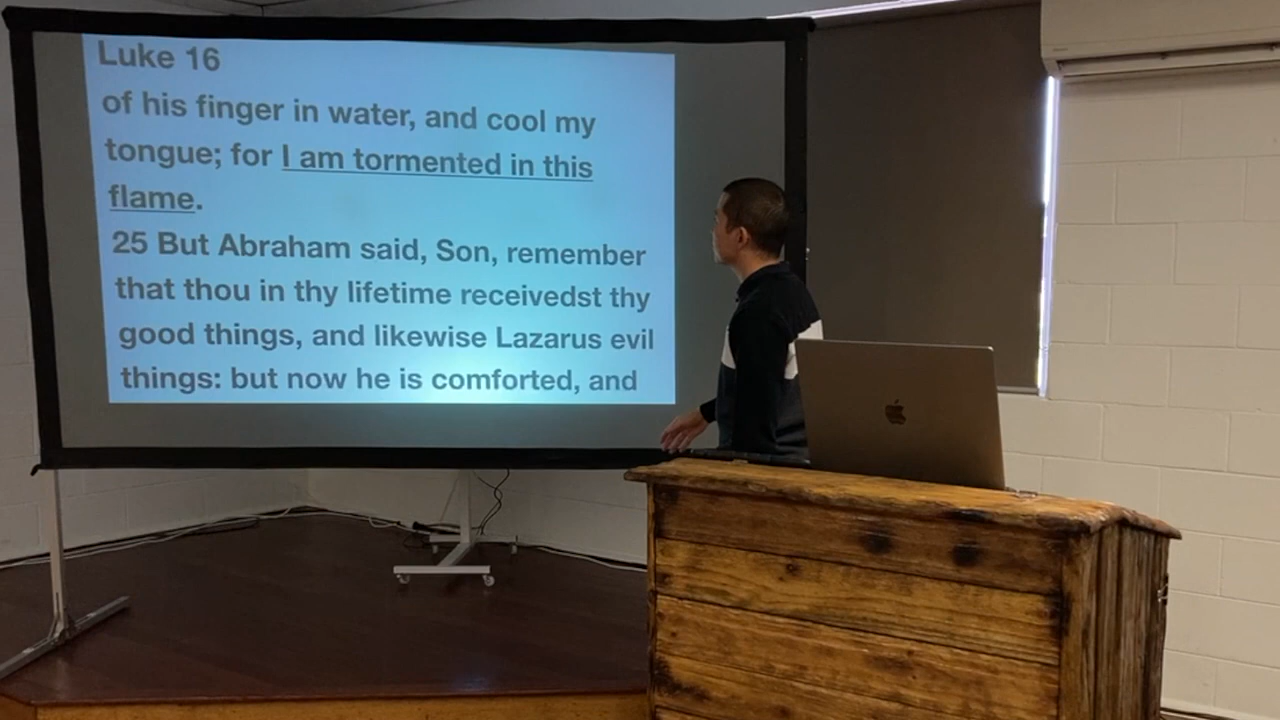 Luke 16
of his finger in water, and cool my
tongue; for I am tormented in this
flame.
25 But Abraham said, Son, remember
that thou in thy lifetime receivedst thy
good things, and likewise Lazarus evil
things: but now he is comforted, and